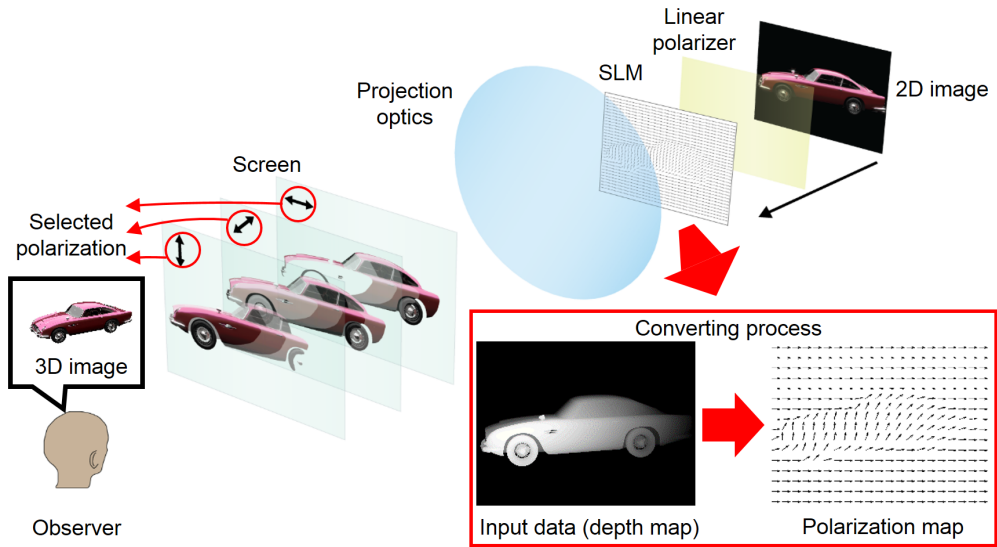 Linear
polarizer
SLM
2D image
Projection
optics
Screen
Selected
polarization
3D image
Observer
Converting process
Input data (depth map)
Polarization map